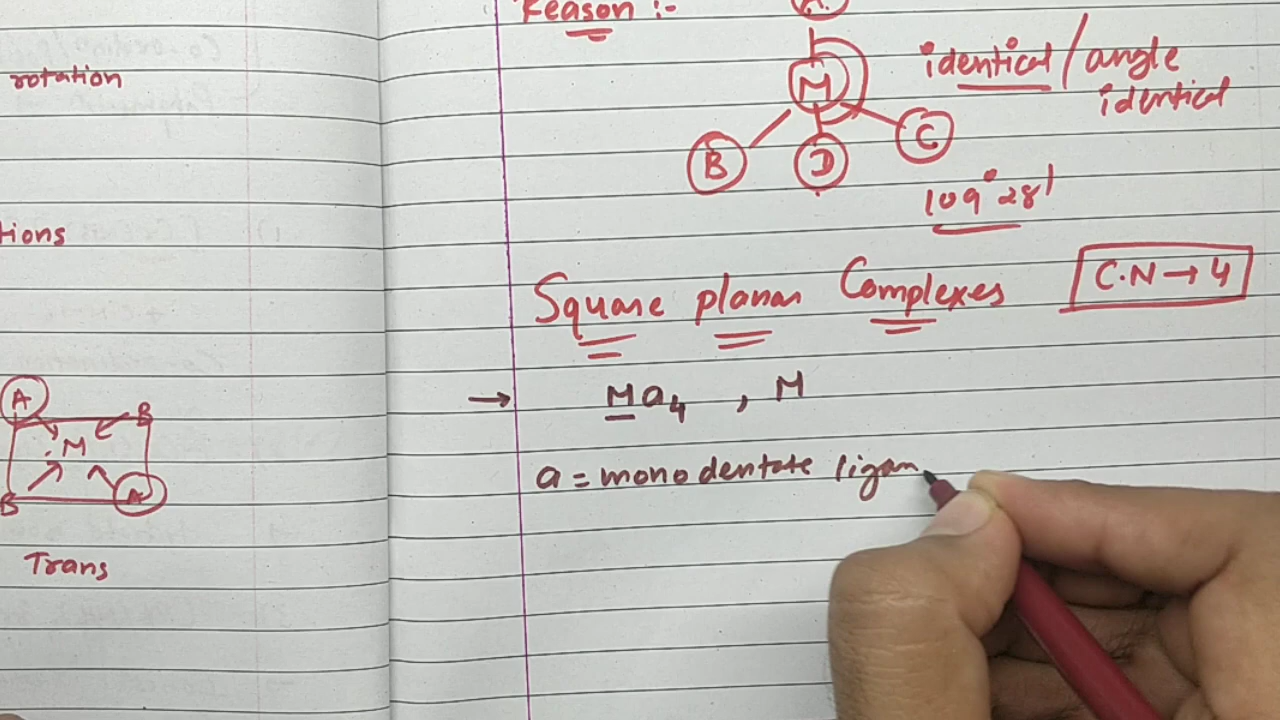 rotation
tions
A B
M
B A
Trans
Reason :-
A
M
B D C
identical / angle
identical
109°28'
Square planar Complexes C.N → 4
→ Ma₄ , M
a = monodentate ligan